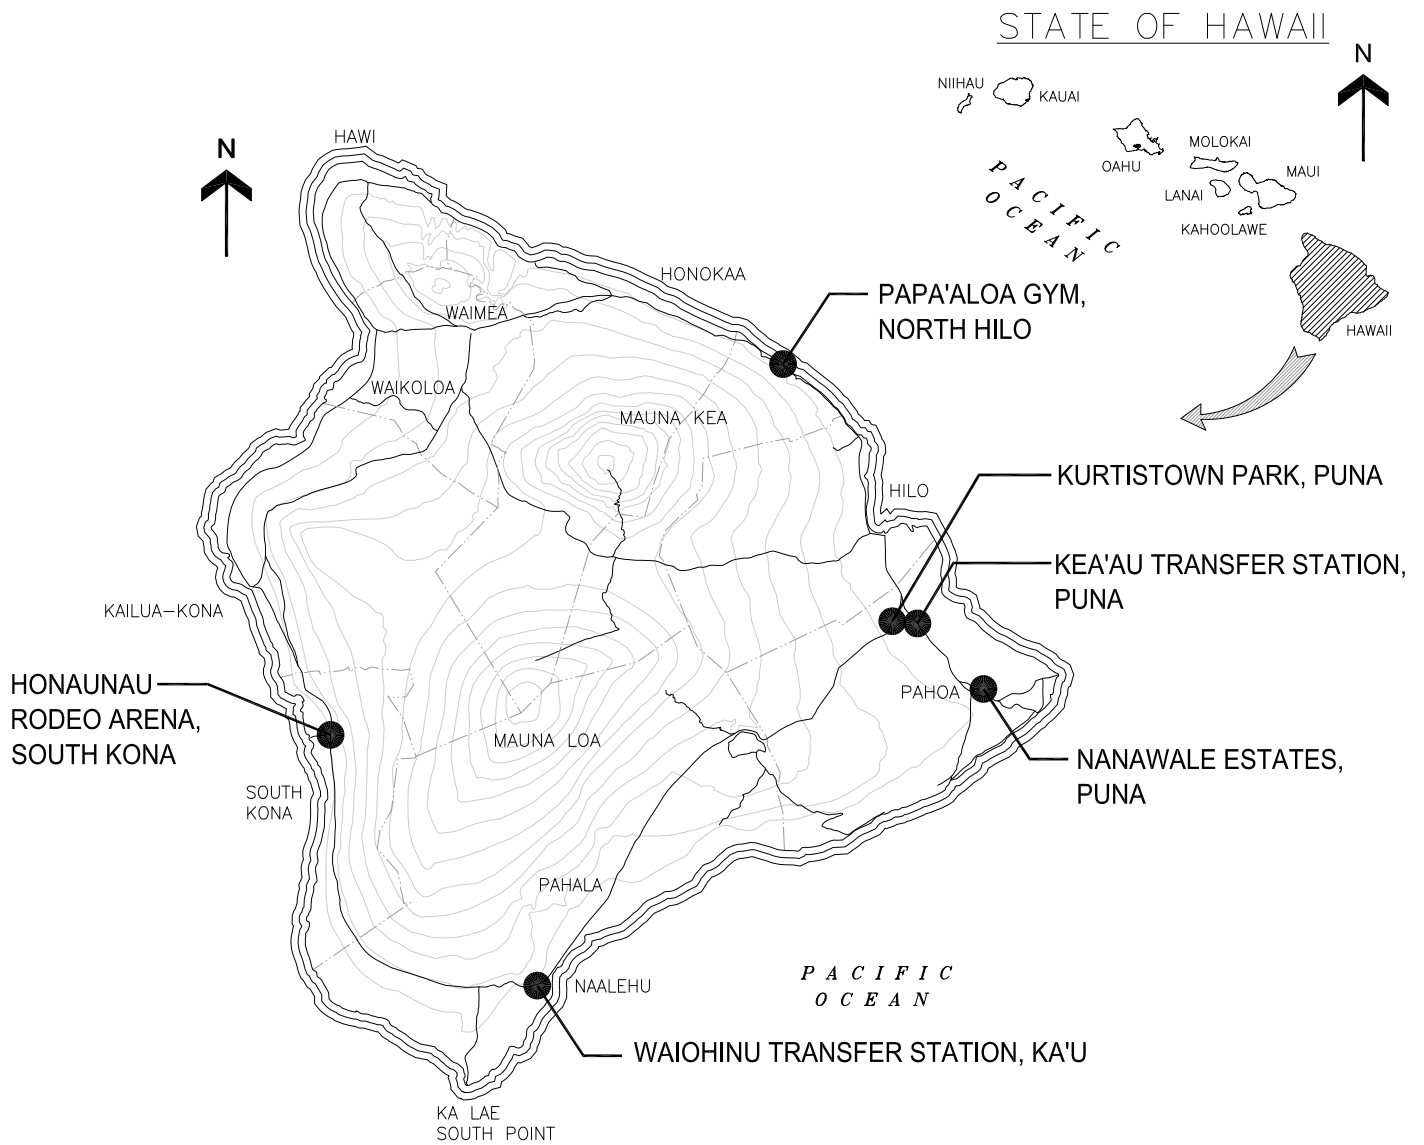 STATE OF HAWAII
N
NIIHAU
KAUAI
OAHU
MOLOKAI
MAUI
LANAI
KAHOOLAWE
PACIFIC
OCEAN
HAWAII
N
HAWI
HONOKAA
WAIMEA
PAPA'ALOA GYM,
NORTH HILO
WAIKOLOA
MAUNA KEA
KURTISTOWN PARK, PUNA
HILO
KEA'AU TRANSFER STATION,
PUNA
KAILUA-KONA
HONAUNAU
RODEO ARENA,
SOUTH KONA
PAHOA
MAUNA LOA
NANAWALE ESTATES,
PUNA
SOUTH
KONA
PAHALA
NAALEHU
PACIFIC
OCEAN
WAIOHINU TRANSFER STATION, KA'U
KA LAE
SOUTH POINT